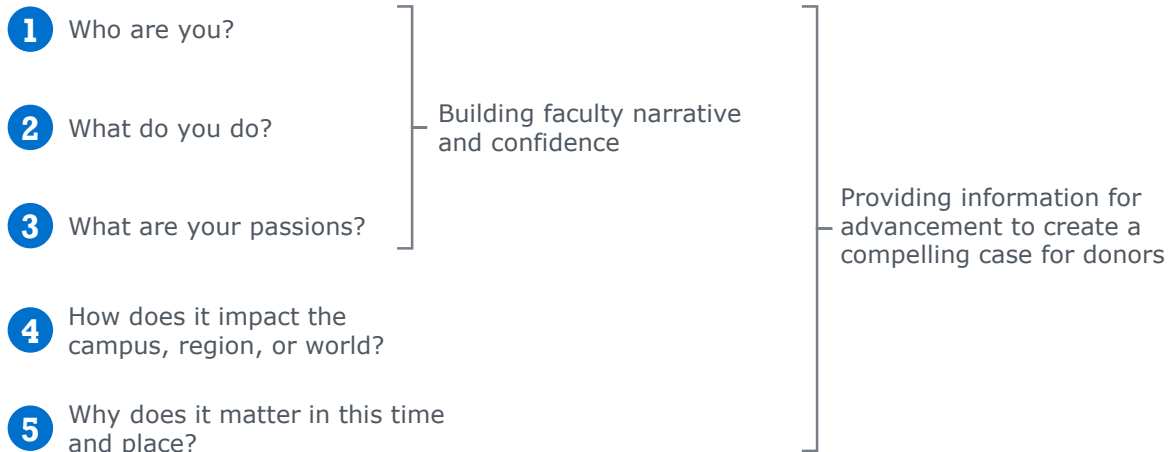 1 Who are you?
2 What do you do?
3 What are your passions?
Building faculty narrative
and confidence
4 How does it impact the
campus, region, or world?
5 Why does it matter in this time
and place?
Providing information for
advancement to create a
compelling case for donors